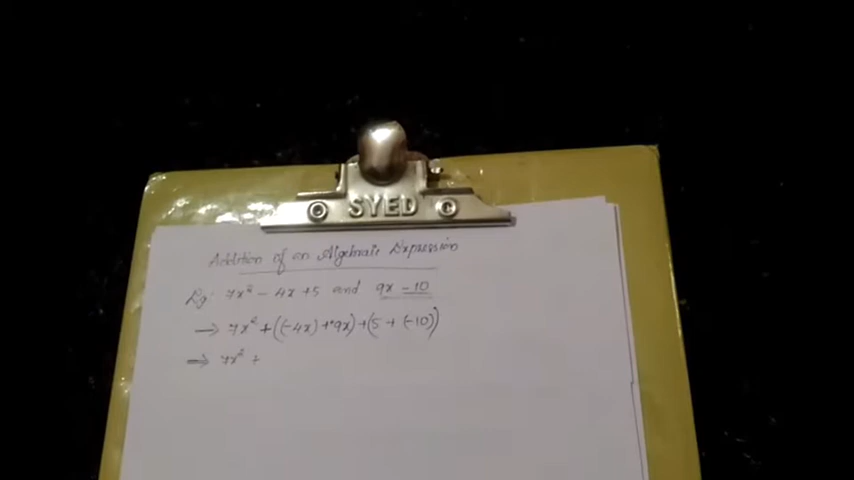 SYED
Addition of an Algebraic Expression
Eg: 7x² - 4x + 5 and 9x - 10
→ 7x² + ((-4x) + 9x) + (5 + (-10))
→ 7x² +